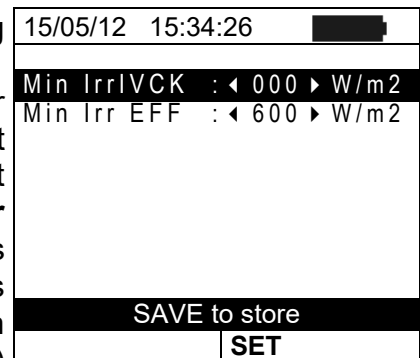 15/05/12 15:34:26
Min IrrIVCK : ◂ 000 ▸ W/m2
Min Irr EFF : ◂ 600 ▸ W/m2
SAVE to store
SET